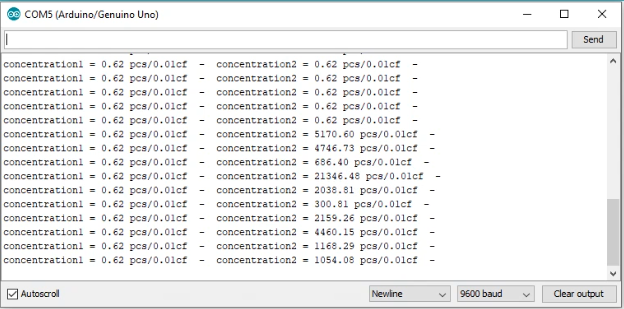 COM5 (Arduino/Genuino Uno)
Send
concentration1 = 0.62 pcs/0.01cf - concentration2 = 0.62 pcs/0.01cf -
concentration1 = 0.62 pcs/0.01cf - concentration2 = 0.62 pcs/0.01cf -
concentration1 = 0.62 pcs/0.01cf - concentration2 = 0.62 pcs/0.01cf -
concentration1 = 0.62 pcs/0.01cf - concentration2 = 0.62 pcs/0.01cf -
concentration1 = 0.62 pcs/0.01cf - concentration2 = 0.62 pcs/0.01cf -
concentration1 = 0.62 pcs/0.01cf - concentration2 = 5170.60 pcs/0.01cf -
concentration1 = 0.62 pcs/0.01cf - concentration2 = 4746.73 pcs/0.01cf -
concentration1 = 0.62 pcs/0.01cf - concentration2 = 686.40 pcs/0.01cf -
concentration1 = 0.62 pcs/0.01cf - concentration2 = 21346.48 pcs/0.01cf -
concentration1 = 0.62 pcs/0.01cf - concentration2 = 2038.81 pcs/0.01cf -
concentration1 = 0.62 pcs/0.01cf - concentration2 = 300.81 pcs/0.01cf -
concentration1 = 0.62 pcs/0.01cf - concentration2 = 2159.26 pcs/0.01cf -
concentration1 = 0.62 pcs/0.01cf - concentration2 = 4460.15 pcs/0.01cf -
concentration1 = 0.62 pcs/0.01cf - concentration2 = 1168.29 pcs/0.01cf -
concentration1 = 0.62 pcs/0.01cf - concentration2 = 1054.08 pcs/0.01cf -
Autoscroll
Newline
9600 baud
Clear output